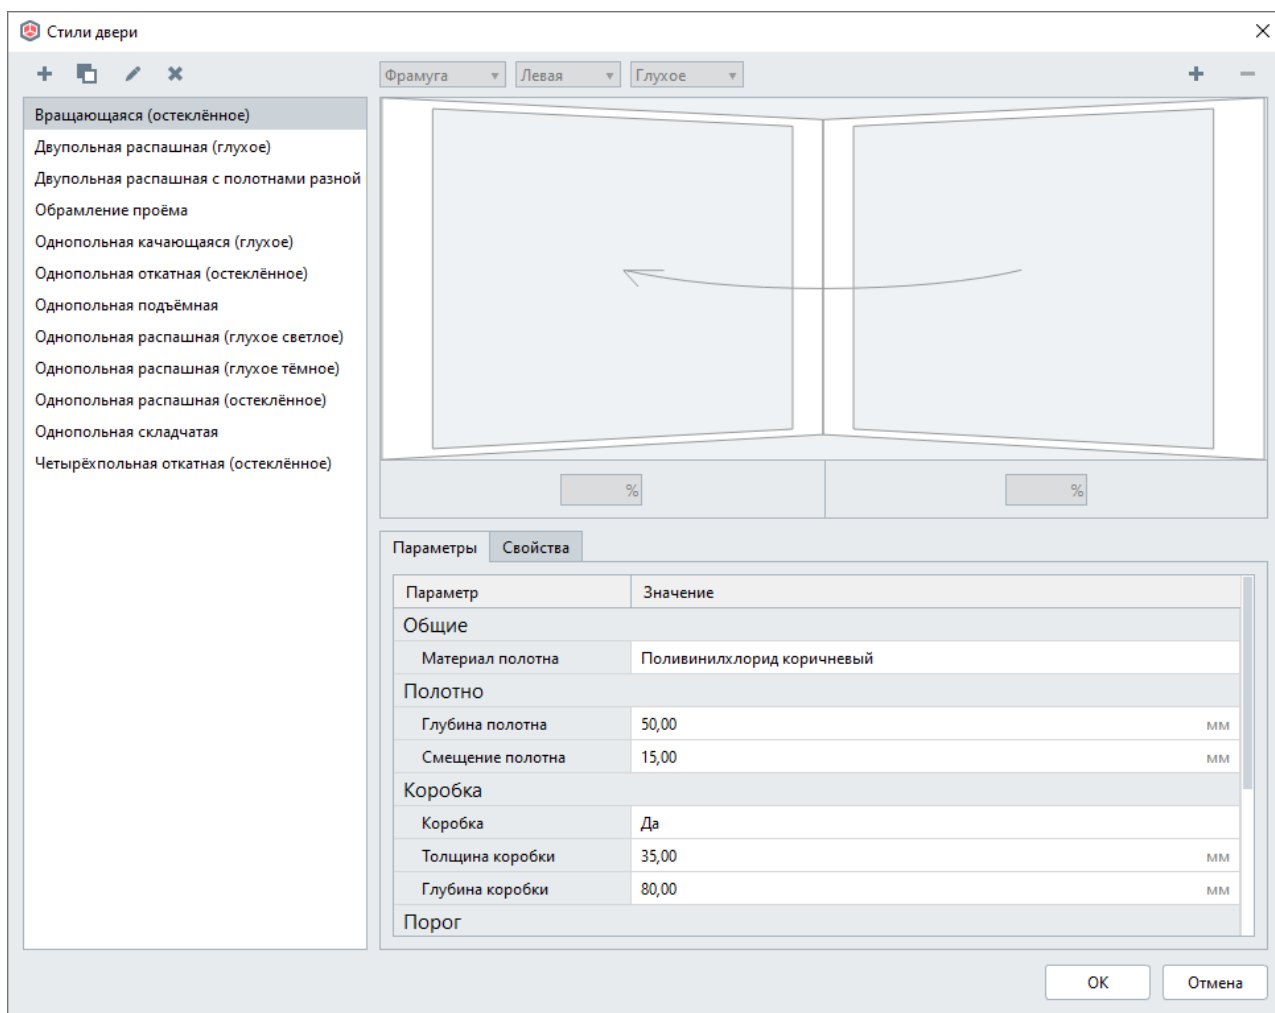 Стили двери
Фрамуга Левая Глухое
Вращающаяся (остеклённое)
Двупольная распашная (глухое)
Двупольная распашная с полотнами разной
Обрамление проёма
Однопольная качающаяся (глухое)
Однопольная откатная (остеклённое)
Однопольная подъёмная
Однопольная распашная (глухое светлое)
Однопольная распашная (глухое тёмное)
Однопольная распашная (остеклённое)
Однопольная складчатая
Четырёхпольная откатная (остеклённое)
% %
Параметры Свойства
Параметр Значение
Общие
Материал полотна Поливинилхлорид коричневый
Полотно
Глубина полотна 50,00 мм
Смещение полотна 15,00 мм
Коробка
Коробка Да
Толщина коробки 35,00 мм
Глубина коробки 80,00 мм
Порог
ОК Отмена